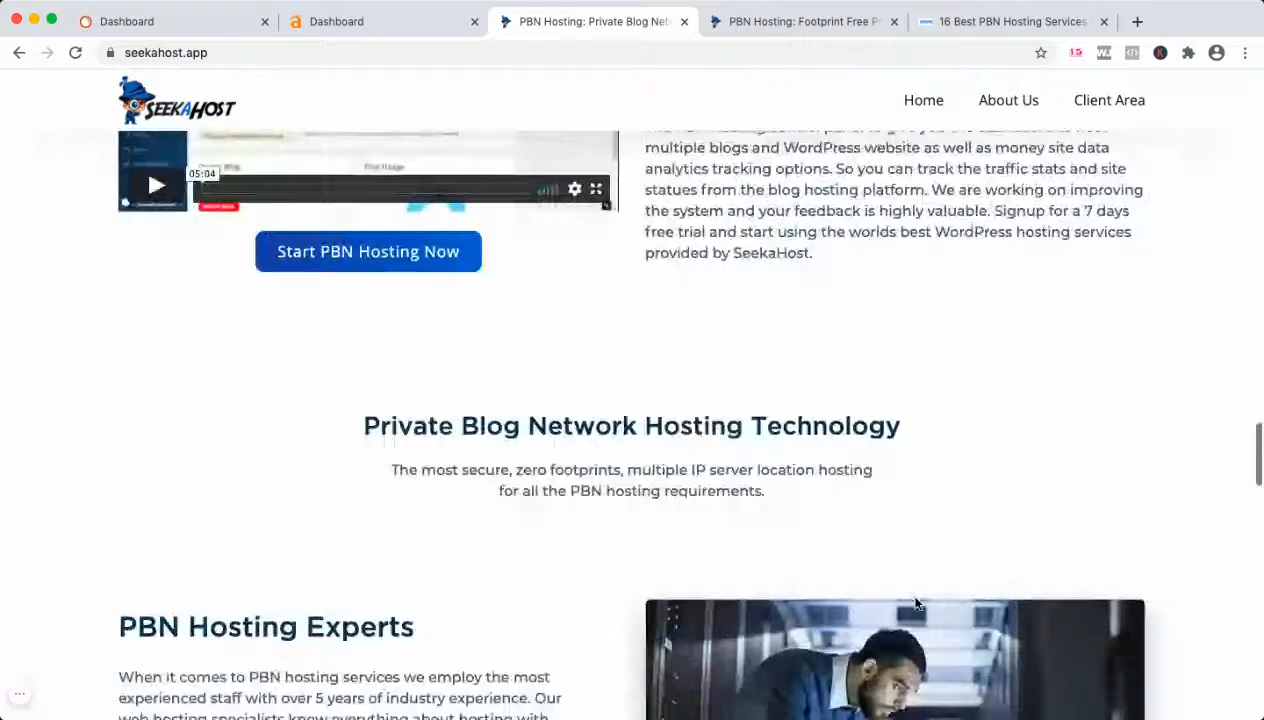 Dashboard
Dashboard
PBN Hosting: Private Blog Net
PBN Hosting: Footprint Free P
16 Best PBN Hosting Services
seekahost.app
SEEKAHOST
Home
About Us
Client Area
multiple blogs and WordPress website as well as money site data
analytics tracking options. So you can track the traffic stats and site
statues from the blog hosting platform. We are working on improving
the system and your feedback is highly valuable. Signup for a 7 days
free trial and start using the worlds best WordPress hosting services
provided by SeekaHost.
05:04
Start PBN Hosting Now
Private Blog Network Hosting Technology
The most secure, zero footprints, multiple IP server location hosting
for all the PBN hosting requirements.
PBN Hosting Experts
When it comes to PBN hosting services we employ the most
experienced staff with over 5 years of industry experience. Our
web hosting specialists know everything about hosting with